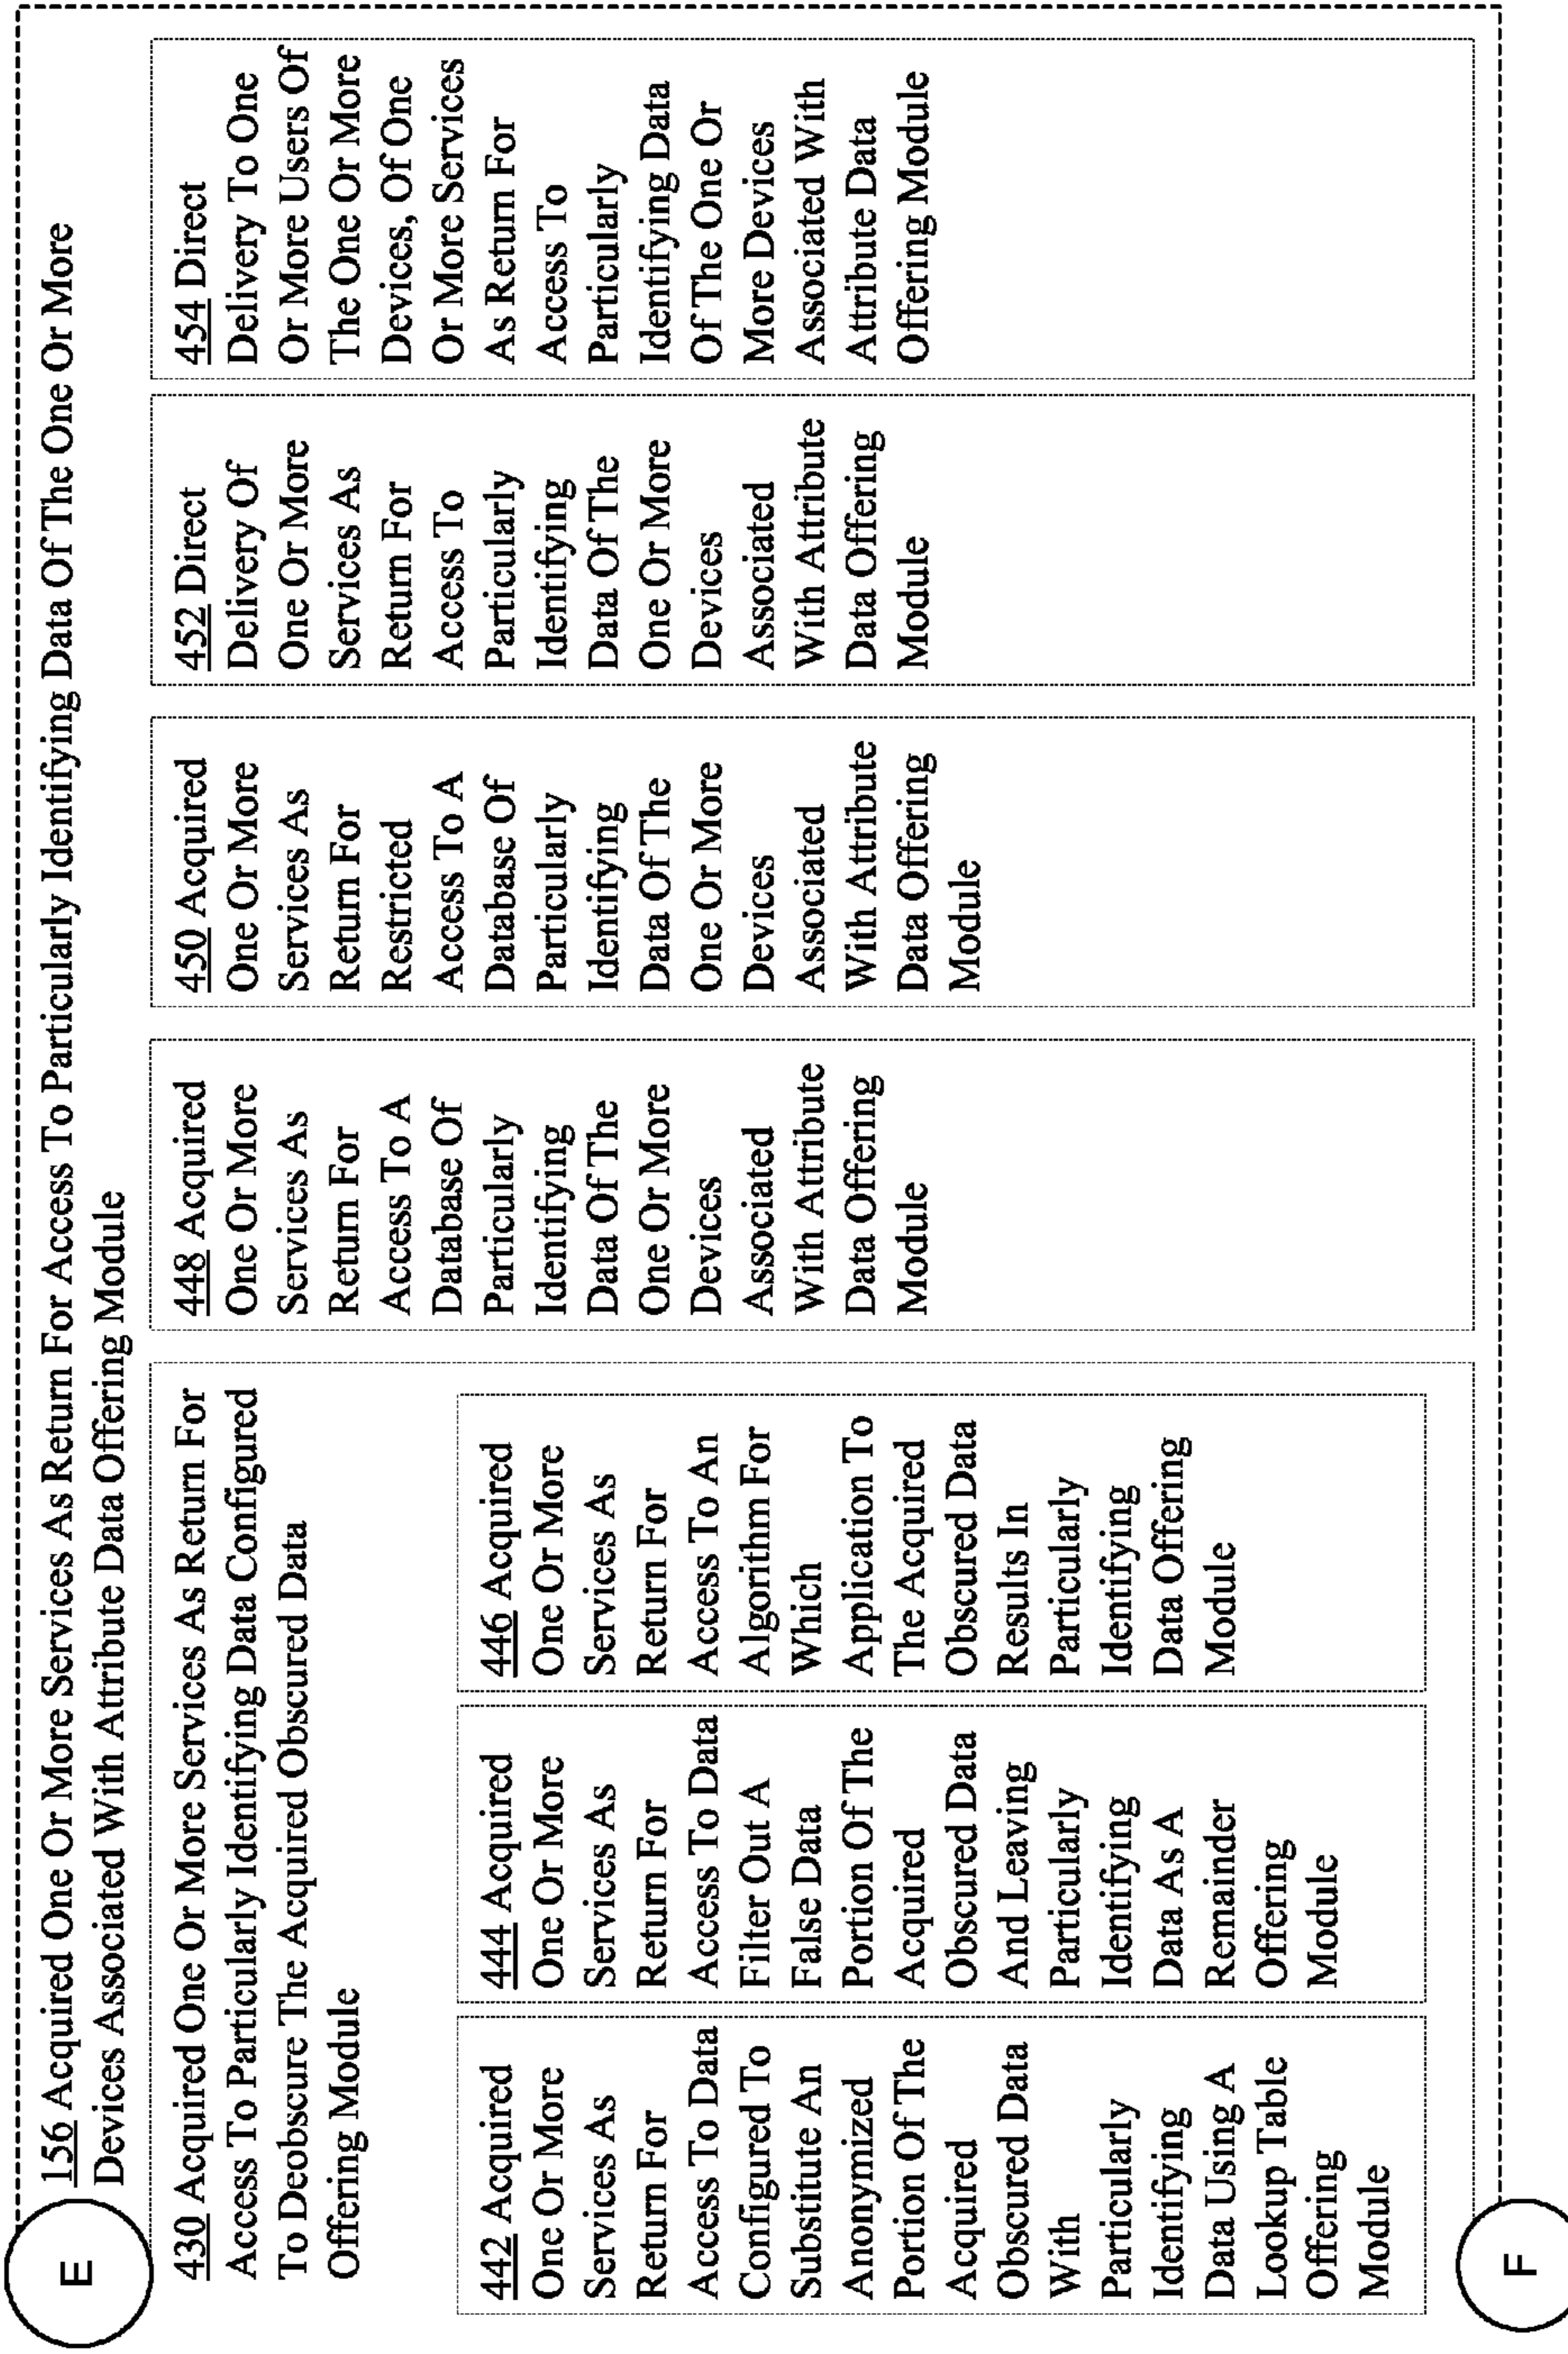 E
156 Acquired One Or More Services As Return For Access To Particularly Identifying Data Of The One Or More
Devices Associated With Attribute Data Offering Module
430 Acquired One Or More Services As Return For
Access To Particularly Identifying Data Configured
To Deobscure The Acquired Obscured Data
Offering Module
442 Acquired
One Or More
Services As
Return For
Access To Data
Configured To
Substitute An
Anonymized
Portion Of The
Acquired
Obscured Data
With
Particularly
Identifying
Data Using A
Lookup Table
Offering
Module
444 Acquired
One Or More
Services As
Return For
Access To Data
Filter Out A
False Data
Portion Of The
Acquired
Obscured Data
And Leaving
Particularly
Identifying
Data As A
Remainder
Offering
Module
446 Acquired
One Or More
Services As
Return For
Access To An
Algorithm For
Which
Application To
The Acquired
Obscured Data
Results In
Particularly
Identifying
Data Offering
Module
448 Acquired
One Or More
Services As
Return For
Access To A
Database Of
Particularly
Identifying
Data Of The
One Or More
Devices
Associated
With Attribute
Data Offering
Module
450 Acquired
One Or More
Services As
Return For
Restricted
Access To A
Database Of
Particularly
Identifying
Data Of The
One Or More
Devices
Associated
With Attribute
Data Offering
Module
452 Direct
Delivery Of
One Or More
Services As
Return For
Access To
Particularly
Identifying
Data Of The
One Or More
Devices
Associated
With Attribute
Data Offering
Module
454 Direct
Delivery To One
Or More Users Of
The One Or More
Devices, Of One
Or More Services
As Return For
Access To
Particularly
Identifying Data
Of The One Or
More Devices
Associated With
Attribute Data
Offering Module
F